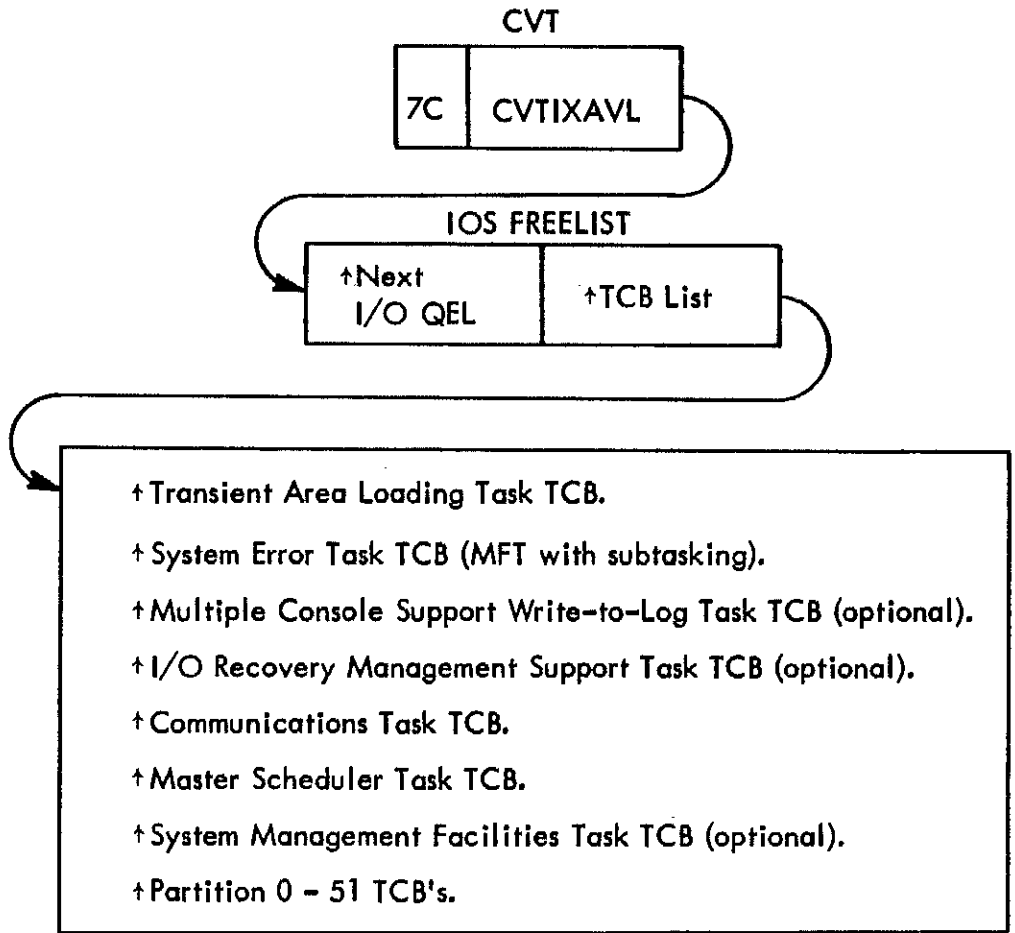 CVT
7C CVTIXAVL
IOS FREELIST
↑Next
I/O QEL
↑TCB List
↑Transient Area Loading Task TCB.
↑System Error Task TCB (MFT with subtasking).
↑Multiple Console Support Write-to-Log Task TCB (optional).
↑I/O Recovery Management Support Task TCB (optional).
↑Communications Task TCB.
↑Master Scheduler Task TCB.
↑System Management Facilities Task TCB (optional).
↑Partition 0 - 51 TCB's.